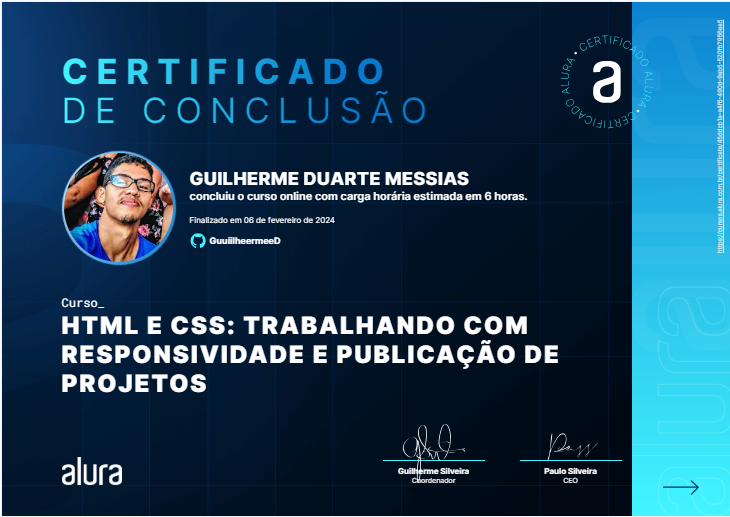 CERTIFICADO
DE CONCLUSÃO
CERTIFICADO ALURA • CERTIFICADO ALURA •
a
GUILHERME DUARTE MESSIAS
concluiu o curso online com carga horária estimada em 6 horas.
Finalizado em 06 de fevereiro de 2024
GuuiilheermeeD
Curso_
HTML E CSS: TRABALHANDO COM
RESPONSIVIDADE E PUBLICAÇÃO DE
PROJETOS
alura
Guilherme Silveira
Coordenador
Paulo Silveira
CEO
alura